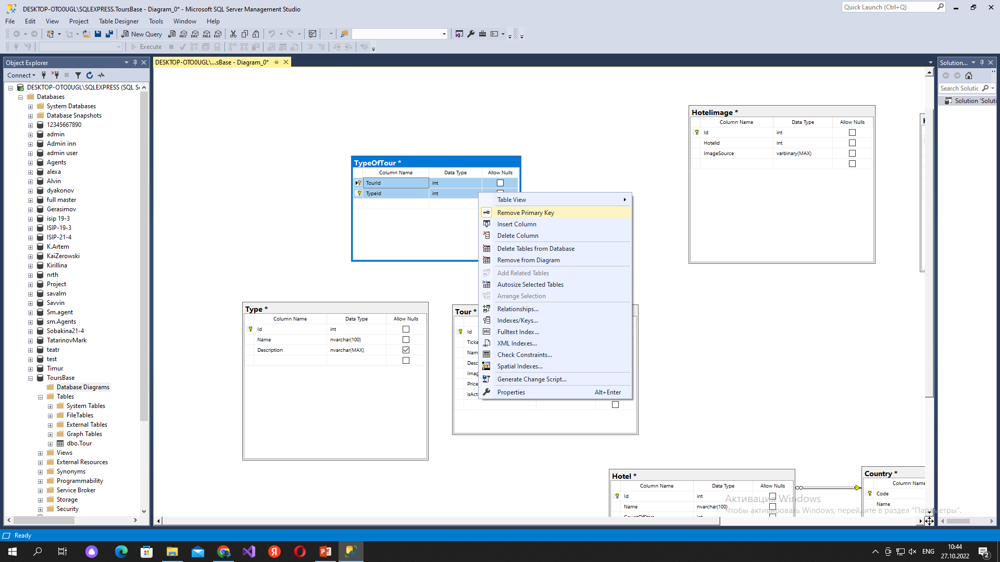 DESKTOP-OTO0UGL\SQLEXPRESS.ToursBase - Diagram_0* - Microsoft SQL Server Management Studio
Quick Launch (Ctrl+Q)
File Edit View Project Table Designer Tools Window Help
New Query
MDX DMX XMLA DAX
Execute
Object Explorer
Connect
DESKTOP-OTO0UGL\SQLEXPRESS (SQL S
Databases
System Databases
Database Snapshots
12345667890
admin
Admin inn
admin user
Agents
alexa
Alvin
dyakonov
full master
Gerasimov
isip 19-3
ISIP-19-3
ISIP-21-4
K.Artem
KaiZerowski
Kirillina
nrth
Project
savalm
Savvin
Sm.agent
sm.Agents
Sobakina21-4
TatarinovMark
teatr
test
Timur
ToursBase
Database Diagrams
Tables
System Tables
FileTables
External Tables
Graph Tables
dbo.Tour
Views
External Resources
Synonyms
Programmability
Service Broker
Storage
Security
DESKTOP-OTO0UGL\...sBase - Diagram_0*
TypeOfTour *
Column Name Data Type Allow Nulls
TourId int
TypeId int
Hotelimage *
Column Name Data Type Allow Nulls
Id int
Hotelid int
ImageSource varbinary(MAX)
Type *
Column Name Data Type Allow Nulls
Id int
Name nvarchar(100)
Description nvarchar(MAX)
Tour *
Id
Ticke
Nam
Desc
Imag
Price
isAct
Table View
Remove Primary Key
Insert Column
Delete Column
Delete Tables from Database
Remove from Diagram
Add Related Tables
Autosize Selected Tables
Arrange Selection
Relationships...
Indexes/Keys...
Fulltext Index...
XML Indexes...
Check Constraints...
Spatial Indexes...
Generate Change Script...
Properties Alt+Enter
Hotel *
Column Name Data Type Allow Nulls
Id int
Name nvarchar(100)
CountOfStars int
Country *
Column Name
Code
Name
Активация Windows
Чтобы активировать Windows, перейдите в раздел "Параметры".
Solution...
Search Solutic
Solution 'Soluti
Ready
ENG
10:44
27.10.2022
2